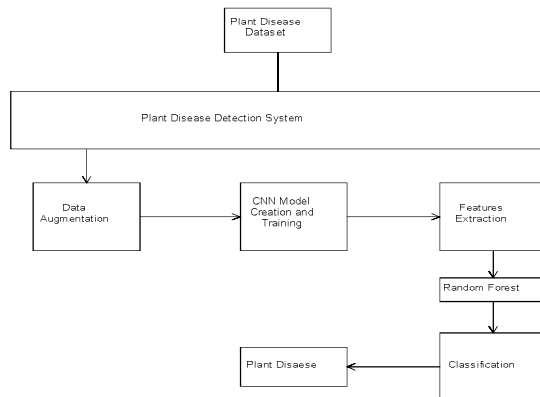 Plant Disease
Dataset
Plant Disease Detection System
Data
Augmentation
CNN Model
Creation and
Training
Features
Extraction
Random Forest
Classification
Plant Disaese